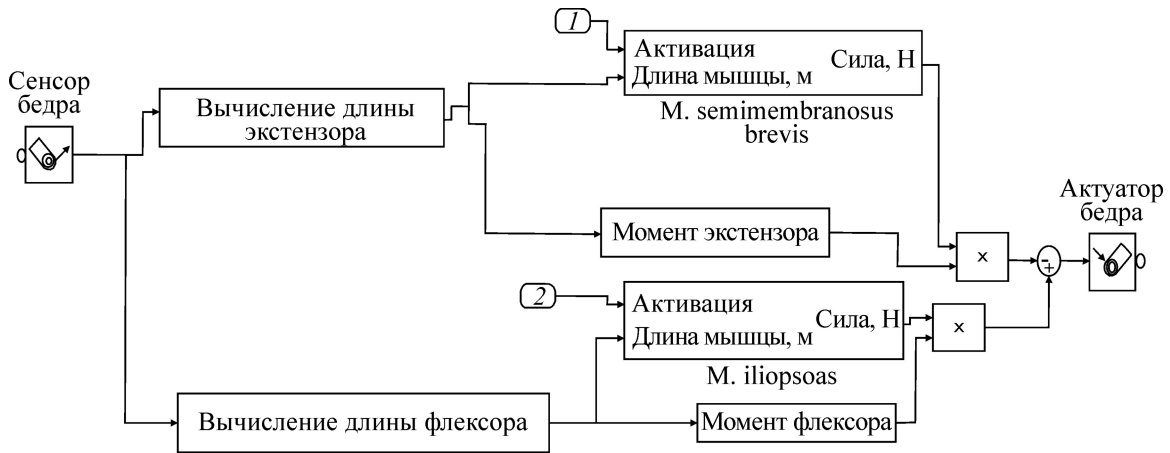 1
Активация
Сила, Н
Длина мышцы, м
M. semimembranosus
brevis
Сенсор
бедра
Вычисление длины
экстензора
Момент экстензора
x
-
+
Актуатор
бедра
2
Активация
Сила, Н
Длина мышцы, м
M. iliopsoas
x
Вычисление длины флексора
Момент флексора